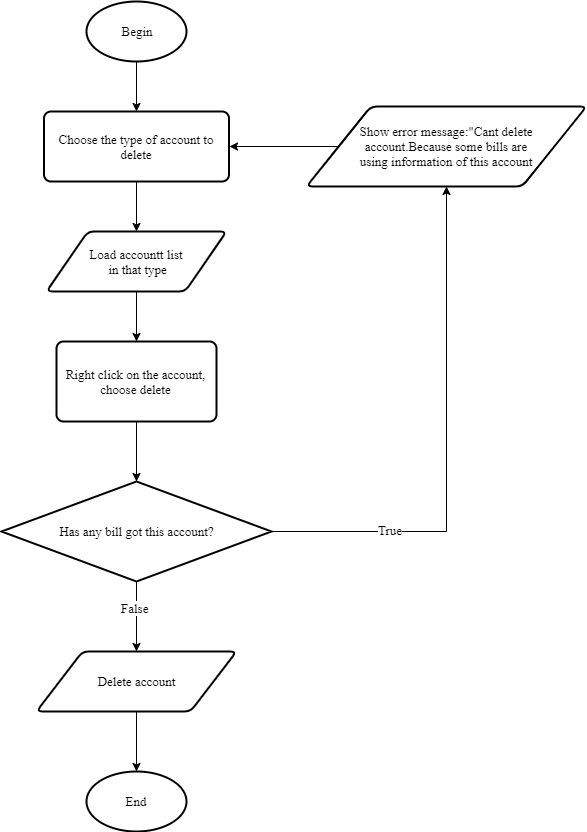 Begin
Choose the type of account to
delete
Show error message:"Cant delete
account.Because some bills are
using information of this account
Load accountt list
in that type
Right click on the account,
choose delete
Has any bill got this account?
True
False
Delete account
End